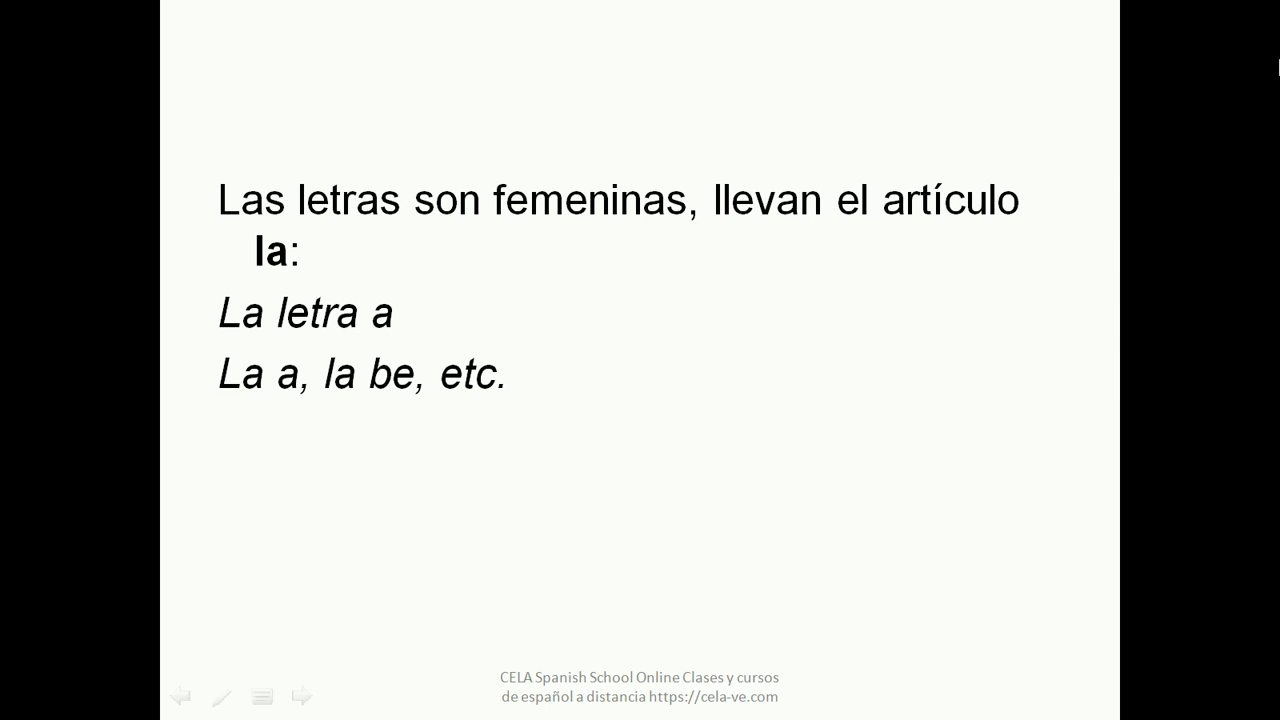 Las letras son femeninas, llevan el artículo
la:
La letra a
La a, la be, etc.
CELA Spanish School Online Clases y cursos
de español a distancia https://cela-ve.com